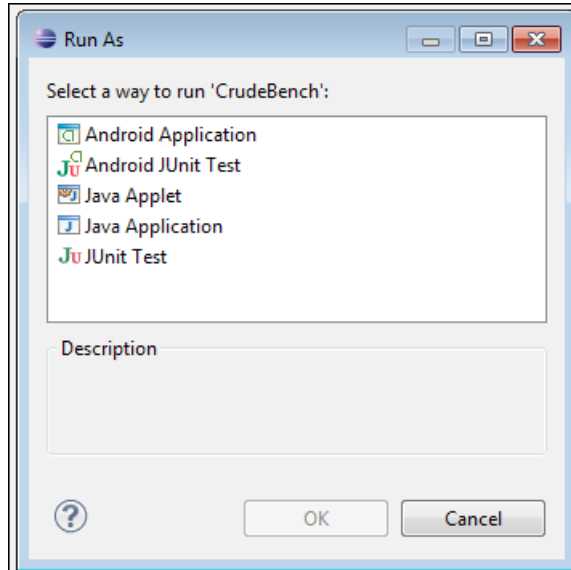 Run As
Select a way to run 'CrudeBench':
Android Application
Android JUnit Test
Java Applet
Java Application
JUnit Test
Description
OK Cancel